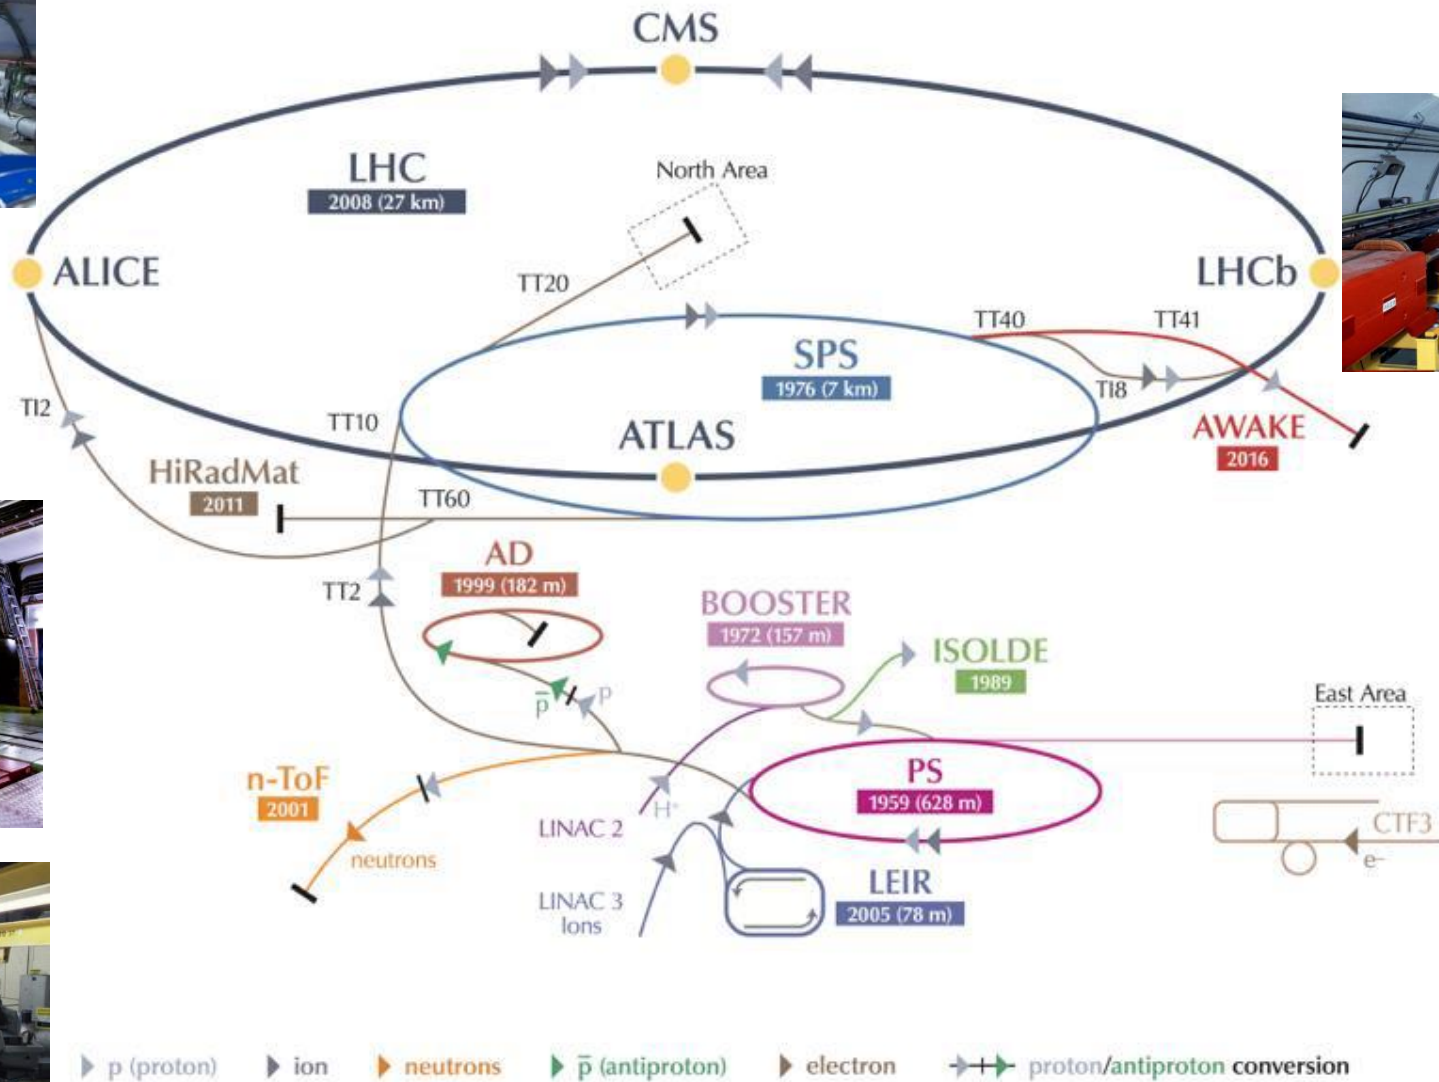 CMS
LHC
2008 (27 km)
North Area
ALICE
TT20
LHCb
TT40
TT41
SPS
1976 (7 km)
TI8
TI2
TT10
ATLAS
AWAKE
2016
HiRadMat
2011
TT60
AD
1999 (182 m)
TT2
BOOSTER
1972 (157 m)
ISOLDE
1989
p̅
p
East Area
n-ToF
2001
PS
1959 (628 m)
H⁺
LINAC 2
neutrons
CTF3
e–
LEIR
2005 (78 m)
LINAC 3
Ions
p (proton)
ion
neutrons
p̅ (antiproton)
electron
proton/antiproton conversion